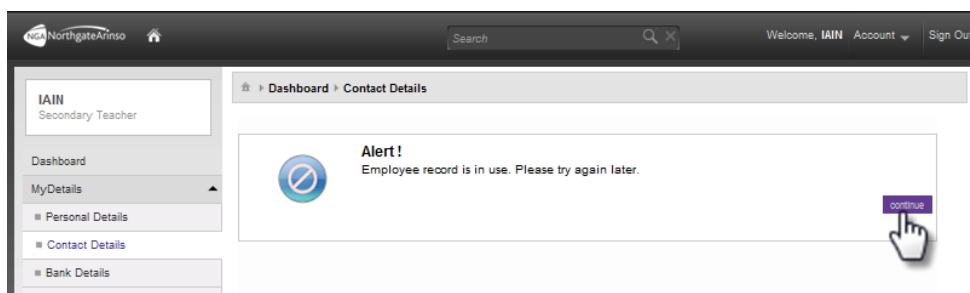 NGA NorthgateArinso
Search
Welcome, IAIN Account Sign Ou
IAIN
Secondary Teacher
Dashboard
MyDetails
Personal Details
Contact Details
Bank Details
Dashboard Contact Details
Alert !
Employee record is in use. Please try again later.
continue